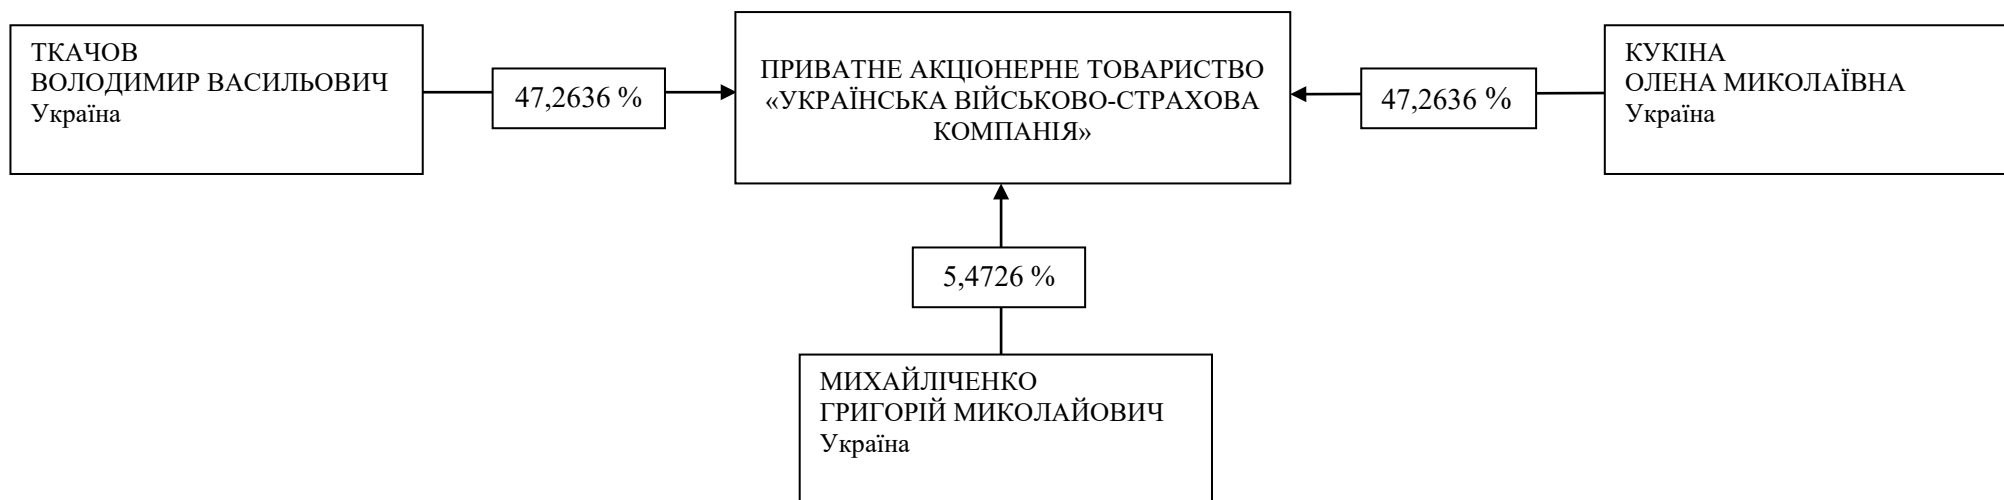 ТКАЧОВ
ВОЛОДИМИР ВАСИЛЬОВИЧ
Україна
47,2636 %
ПРИВАТНЕ АКЦІОНЕРНЕ ТОВАРИСТВО
«УКРАЇНСЬКА ВІЙСЬКОВО-СТРАХОВА
КОМПАНІЯ»
47,2636 %
КУКІНА
ОЛЕНА МИКОЛАЇВНА
Україна
5,4726 %
МИХАЙЛІЧЕНКО
ГРИГОРІЙ МИКОЛАЙОВИЧ
Україна